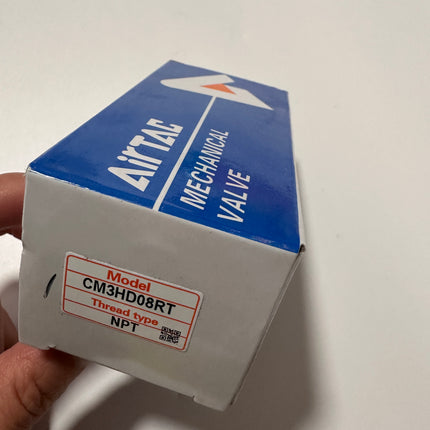 AirTAC
MECHANICAL
VALVE
Model
CM3HD08RT
Thread type
NPT